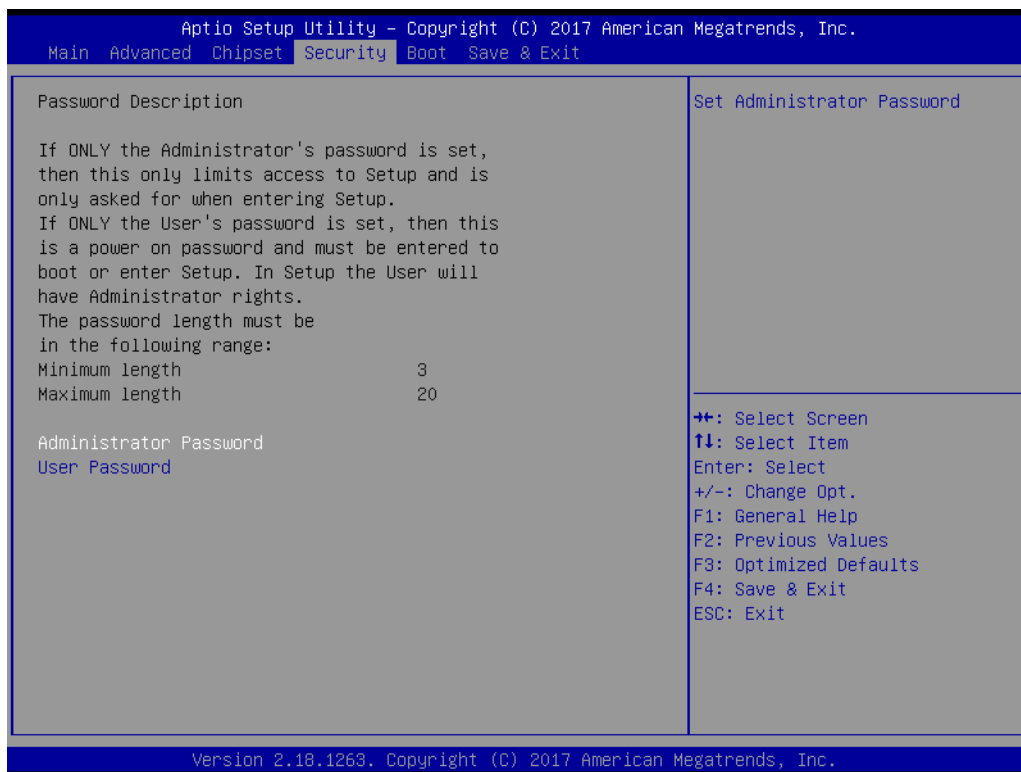 Aptio Setup Utility – Copyright (C) 2017 American Megatrends, Inc.
Main Advanced Chipset Security Boot Save & Exit
Password Description
If ONLY the Administrator's password is set,
then this only limits access to Setup and is
only asked for when entering Setup.
If ONLY the User's password is set, then this
is a power on password and must be entered to
boot or enter Setup. In Setup the User will
have Administrator rights.
The password length must be
in the following range:
Minimum length 3
Maximum length 20
Administrator Password
User Password
Set Administrator Password
→←: Select Screen
↑↓: Select Item
Enter: Select
+/-: Change Opt.
F1: General Help
F2: Previous Values
F3: Optimized Defaults
F4: Save & Exit
ESC: Exit
Version 2.18.1263. Copyright (C) 2017 American Megatrends, Inc.